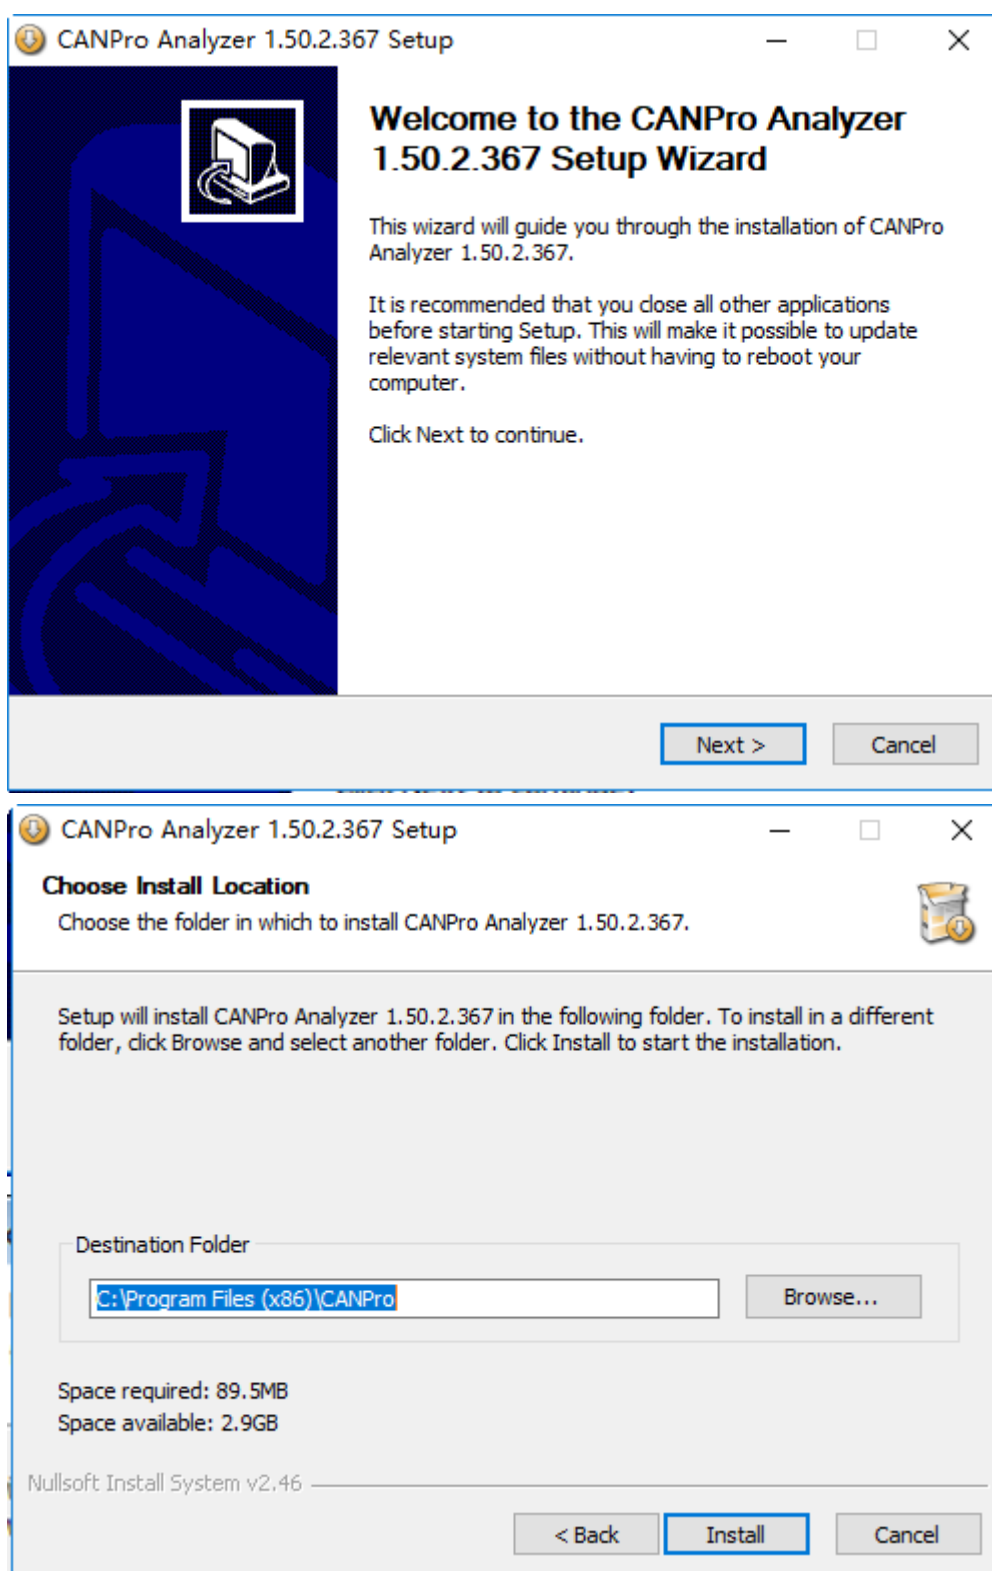 CANPro Analyzer 1.50.2.367 Setup
Welcome to the CANPro Analyzer
1.50.2.367 Setup Wizard
This wizard will guide you through the installation of CANPro
Analyzer 1.50.2.367.
It is recommended that you close all other applications
before starting Setup. This will make it possible to update
relevant system files without having to reboot your
computer.
Click Next to continue.
Next >
Cancel
CANPro Analyzer 1.50.2.367 Setup
Choose Install Location
Choose the folder in which to install CANPro Analyzer 1.50.2.367.
Setup will install CANPro Analyzer 1.50.2.367 in the following folder. To install in a different
folder, click Browse and select another folder. Click Install to start the installation.
Destination Folder
C:\Program Files (x86)\CANPro
Browse...
Space required: 89.5MB
Space available: 2.9GB
Nullsoft Install System v2.46
< Back
Install
Cancel